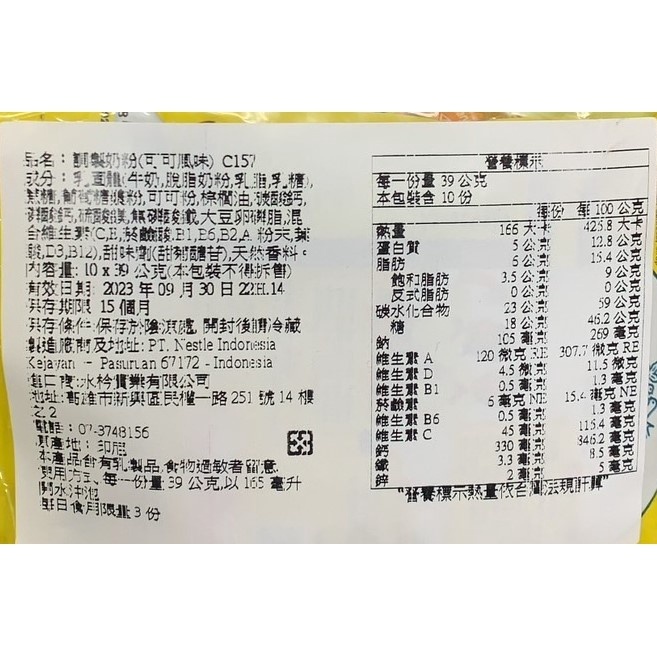 品名：調製奶粉(可可風味) C157
成分：乳固體(牛奶,脫脂奶粉,乳脂,乳糖),
蔗糖,葡萄糖漿粉,可可粉,棕櫚油,碳酸鈣,
磷酸鈣,硫酸鎂,焦磷酸鐵,大豆卵磷脂,混
合維生素(C,E,菸鹼酸,B1,B6,B2,A 粉末,葉
酸,D3,B12),甜味劑(甜菊醣苷),天然香料。
內容量: 10 x 39 公克(本包裝不得拆售)
有效日期: 2023 年 09 月 30 日 22H.14
保存期限 15 個月
保存條件:保存於陰涼處, 開封後請冷藏
製造廠商及地址: PT. Nestle Indonesia
Kejayan - Pasuruan 67172 - Indonesia
進口商:水袊實業有限公司
地址:高雄市新興區民權一路 251 號 14 樓
之 2
電話：07-3748156
原產地：印尼
本產品含有乳製品,食物過敏者留意.
使用方式, 每一份量 39 公克,以 165 毫升
開水沖泡
每日食用限量 3 份
營養標示
每一份量 39 公克
本包裝含 10 份
每份 每 100 公克
熱量 166 大卡 425.8 大卡
蛋白質 5 公克 12.8 公克
脂肪 6 公克 15.4 公克
飽和脂肪 3.5 公克 9 公克
反式脂肪 0 公克 0 公克
碳水化合物 23 公克 59 公克
糖 18 公克 46.2 公克
鈉 105 毫克 269 毫克
維生素 A 120 微克 RE 307.7 微克 RE
維生素 D 4.5 微克 11.5 微克
維生素 B1 0.5 毫克 1.3 毫克
菸鹼素 6 毫克 NE 15.4 毫克 NE
維生素 B6 0.5 毫克 1.3 毫克
維生素 C 45 毫克 115.4 毫克
鈣 330 毫克 846.2 毫克
鐵 3.3 毫克 8.5 毫克
鋅 2 毫克 5 毫克
"營養標示熱量依台灣法規計算"